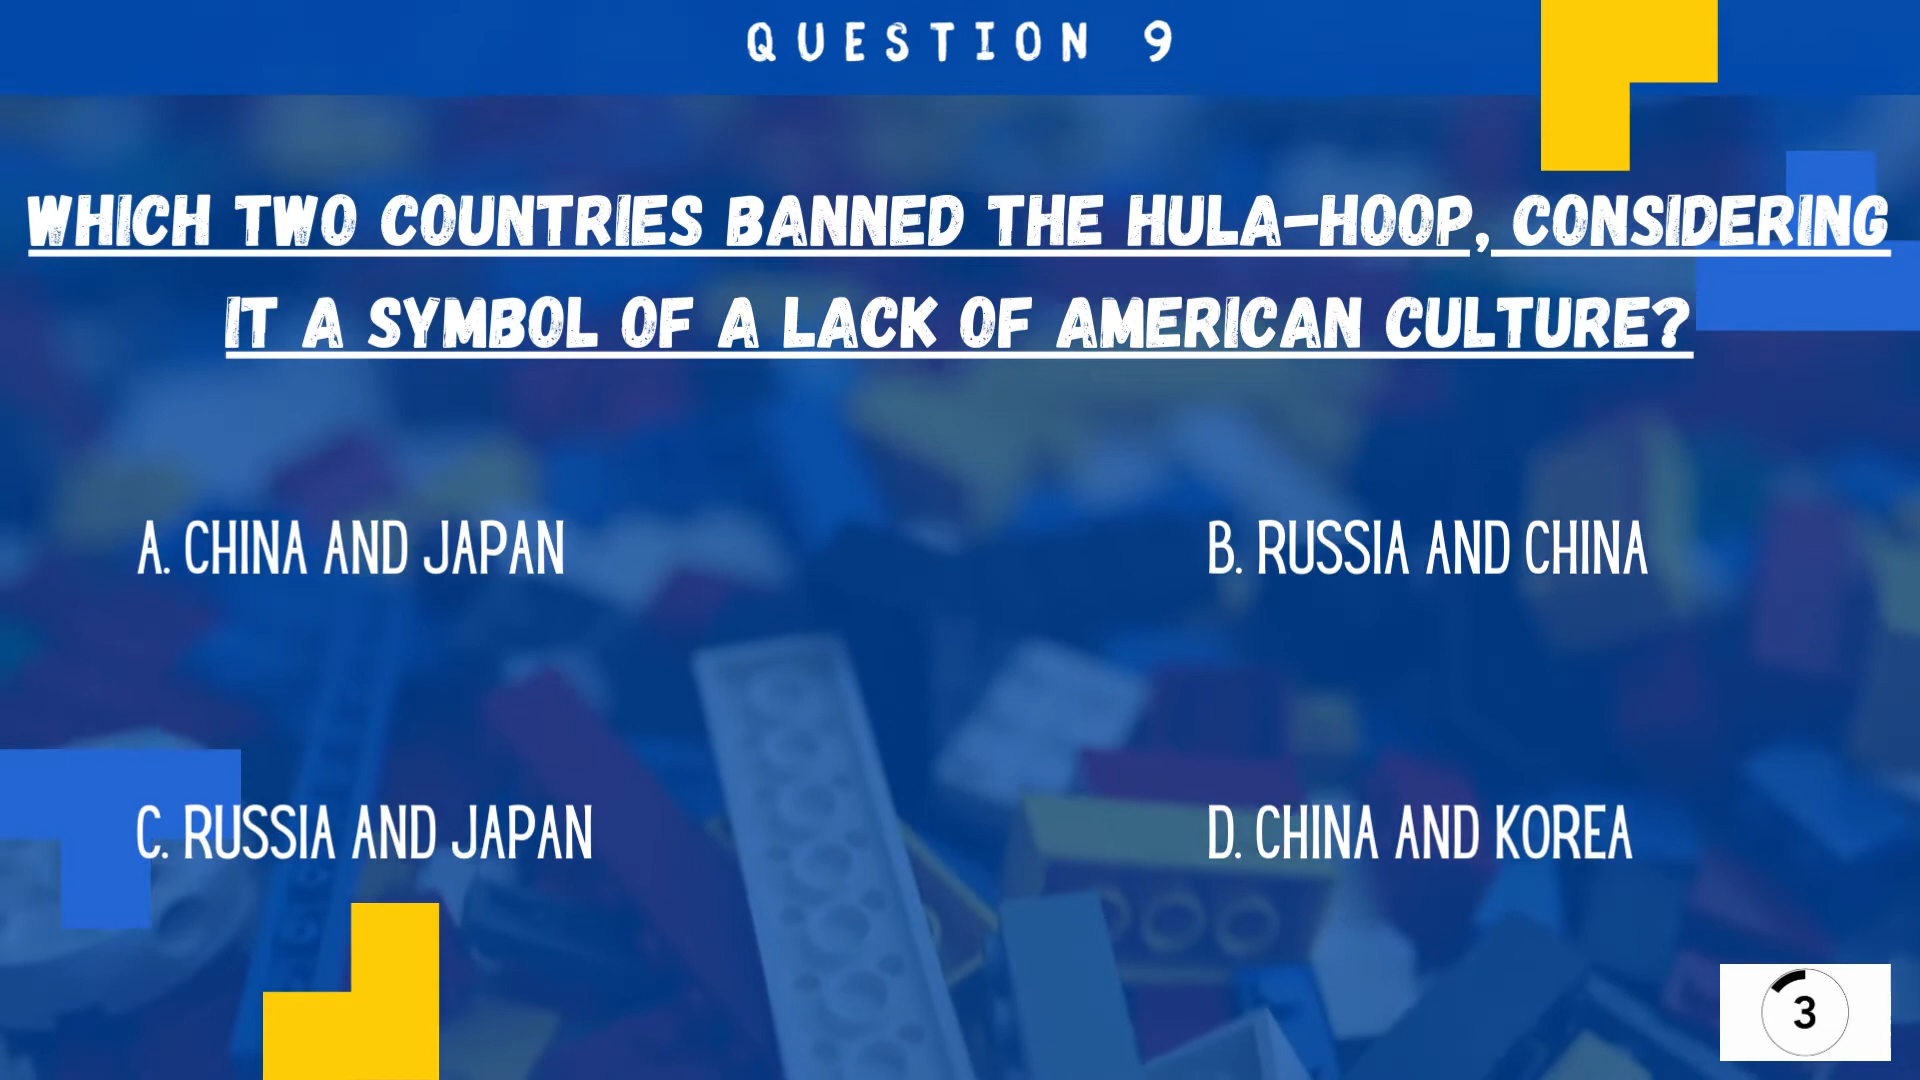 QUESTION 9
WHICH TWO COUNTRIES BANNED THE HULA-HOOP, CONSIDERING
IT A SYMBOL OF A LACK OF AMERICAN CULTURE?
A. CHINA AND JAPAN
B. RUSSIA AND CHINA
C. RUSSIA AND JAPAN
D. CHINA AND KOREA
3